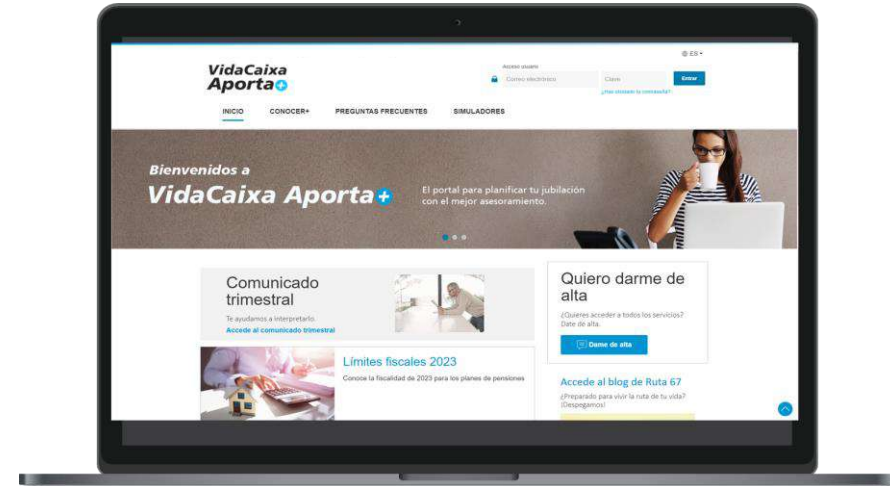 ES
VidaCaixa
Aporta+
Acceso usuario
Correo electrónico
Clave
Entrar
¿Has olvidado tu contraseña?
INICIO CONOCER+ PREGUNTAS FRECUENTES SIMULADORES
Bienvenidos a
VidaCaixa Aporta+
El portal para planificar tu jubilación
con el mejor asesoramiento.
Comunicado
trimestral
Te ayudamos a interpretarlo.
Accede al comunicado trimestral
Quiero darme de
alta
¿Quieres acceder a todos los servicios?
Date de alta.
Darme de alta
Límites fiscales 2023
Conoce la fiscalidad de 2023 para los planes de pensiones
Accede al blog de Ruta 67
¿Preparado para vivir la ruta de tu vida?
¡Despegamos!